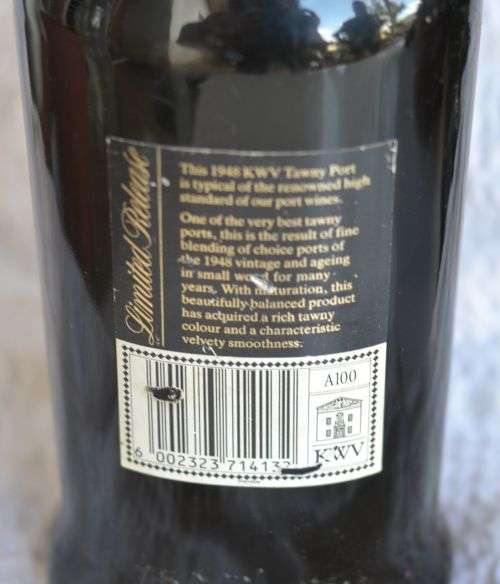 Limited Release
This 1948 KWV Tawny Port
is typical of the renowned high
standard of our port wines.
One of the very best tawny
ports, this is the result of fine
blending of choice ports of
the 1948 vintage and ageing
in small wood for many
years. With maturation, this
beautifully-balanced product
has acquired a rich tawny
colour and a characteristic
velvety smoothness.
A100
KWV
6 002323 71413